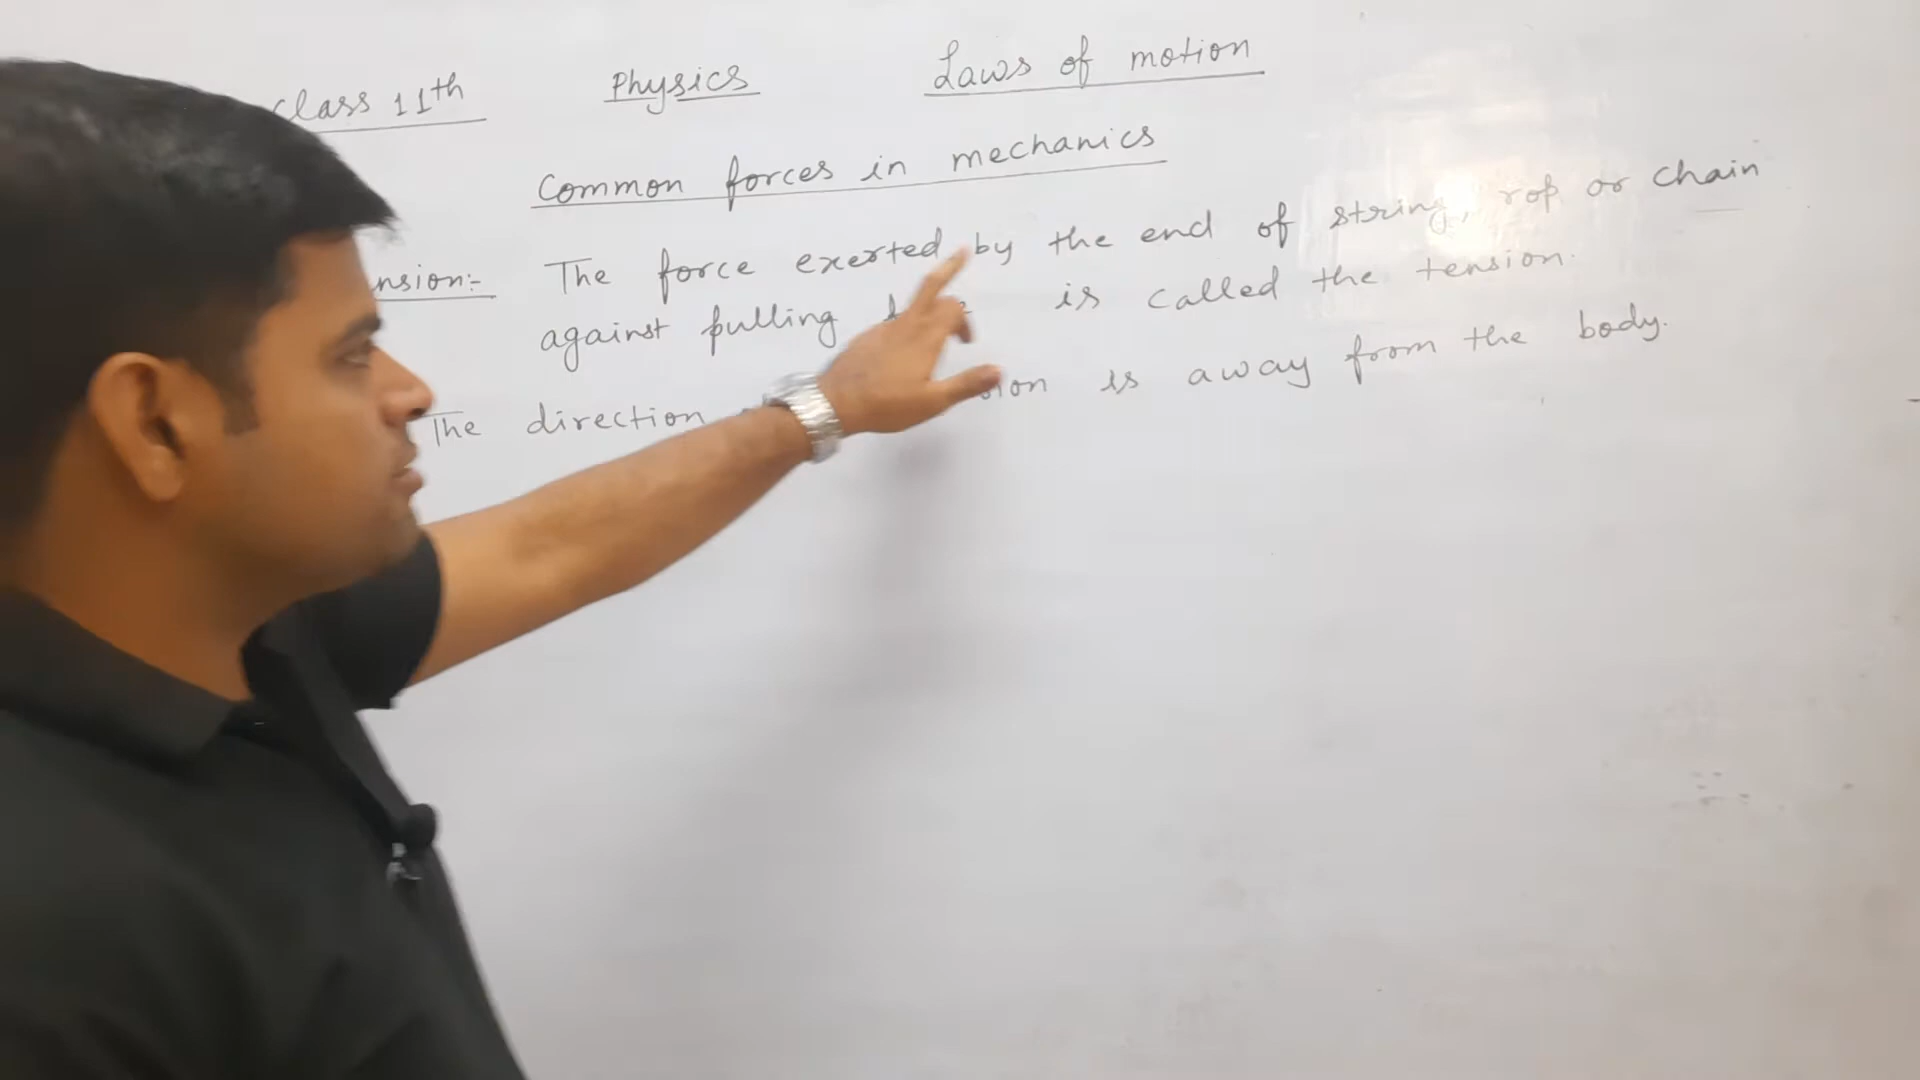 Class 11th Physics Laws of motion
Common forces in mechanics
nsion:- The force exerted by the end of string, rop or chain
against pulling is called the tension.
The direction is away from the body.